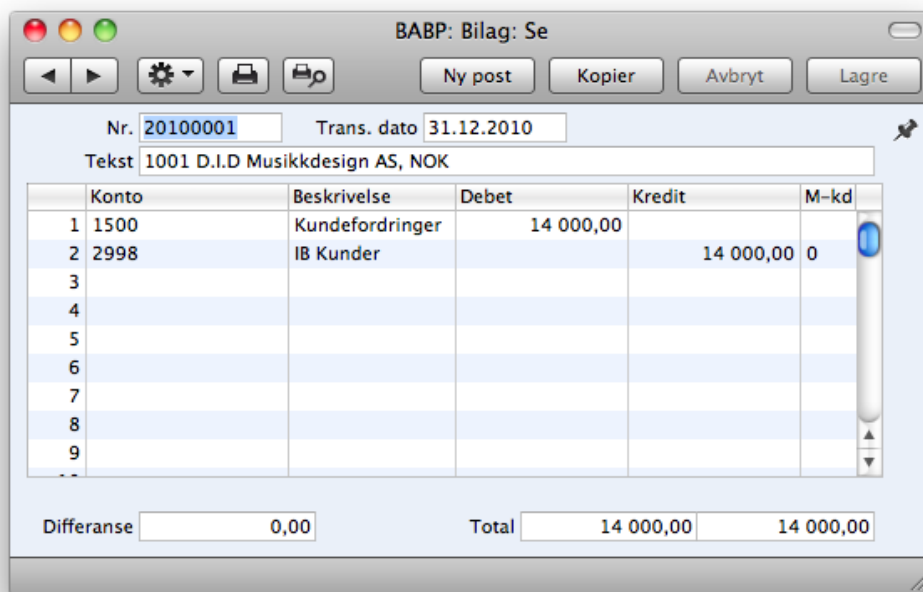 BABP: Bilag: Se
Ny post Kopier Avbryt Lagre
Nr. 20100001 Trans. dato 31.12.2010
Tekst 1001 D.I.D Musikkdesign AS, NOK
Konto Beskrivelse Debet Kredit M-kd
1 1500 Kundefordringer 14 000,00
2 2998 IB Kunder 14 000,00 0
3
4
5
6
7
8
9
Differanse 0,00 Total 14 000,00 14 000,00